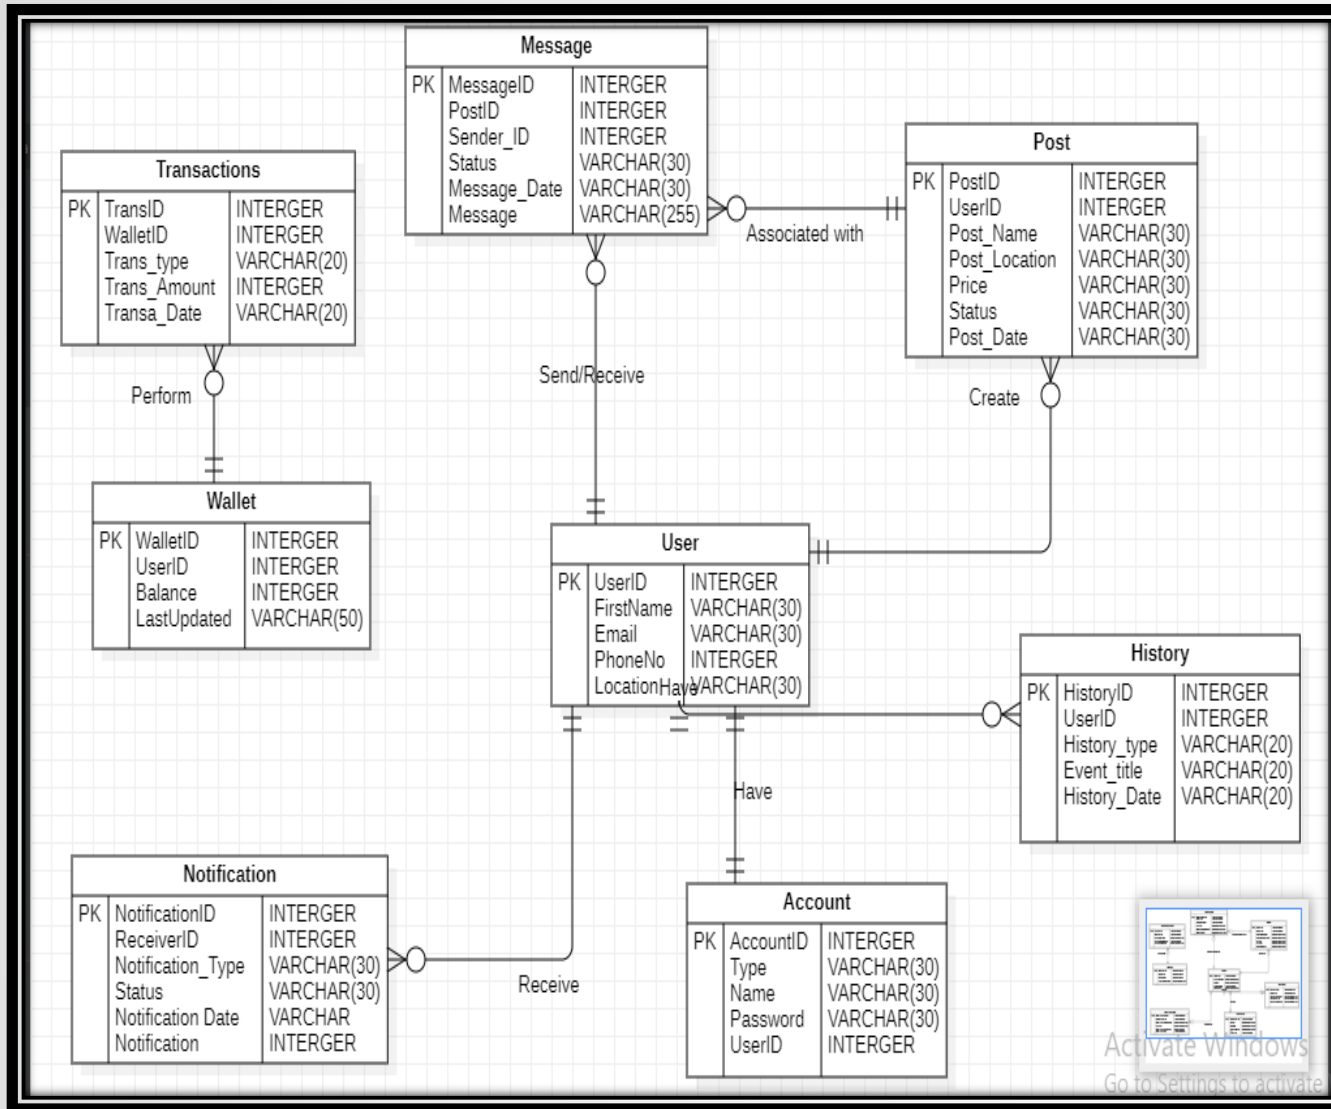 Message
PK MessageID INTERGER
PostID INTERGER
Sender_ID INTERGER
Status VARCHAR(30)
Message_Date VARCHAR(30)
Message VARCHAR(255)
Associated with
Post
PK PostID INTERGER
UserID INTERGER
Post_Name VARCHAR(30)
Post_Location VARCHAR(30)
Price VARCHAR(30)
Status VARCHAR(30)
Post_Date VARCHAR(30)
Transactions
PK TransID INTERGER
WalletID INTERGER
Trans_type VARCHAR(20)
Trans_Amount INTERGER
Transa_Date VARCHAR(20)
Perform
Send/Receive
Create
Wallet
PK WalletID INTERGER
UserID INTERGER
Balance INTERGER
LastUpdated VARCHAR(50)
User
PK UserID INTERGER
FirstName VARCHAR(30)
Email VARCHAR(30)
PhoneNo INTERGER
Location VARCHAR(30)
Have
History
PK HistoryID INTERGER
UserID INTERGER
History_type VARCHAR(20)
Event_title VARCHAR(20)
History_Date VARCHAR(20)
Have
Notification
PK NotificationID INTERGER
ReceiverID INTERGER
Notification_Type VARCHAR(30)
Status VARCHAR(30)
Notification Date VARCHAR
Notification INTERGER
Receive
Account
PK AccountID INTERGER
Type VARCHAR(30)
Name VARCHAR(30)
Password VARCHAR(30)
UserID INTERGER
Activate Windows
Go to Settings to activate